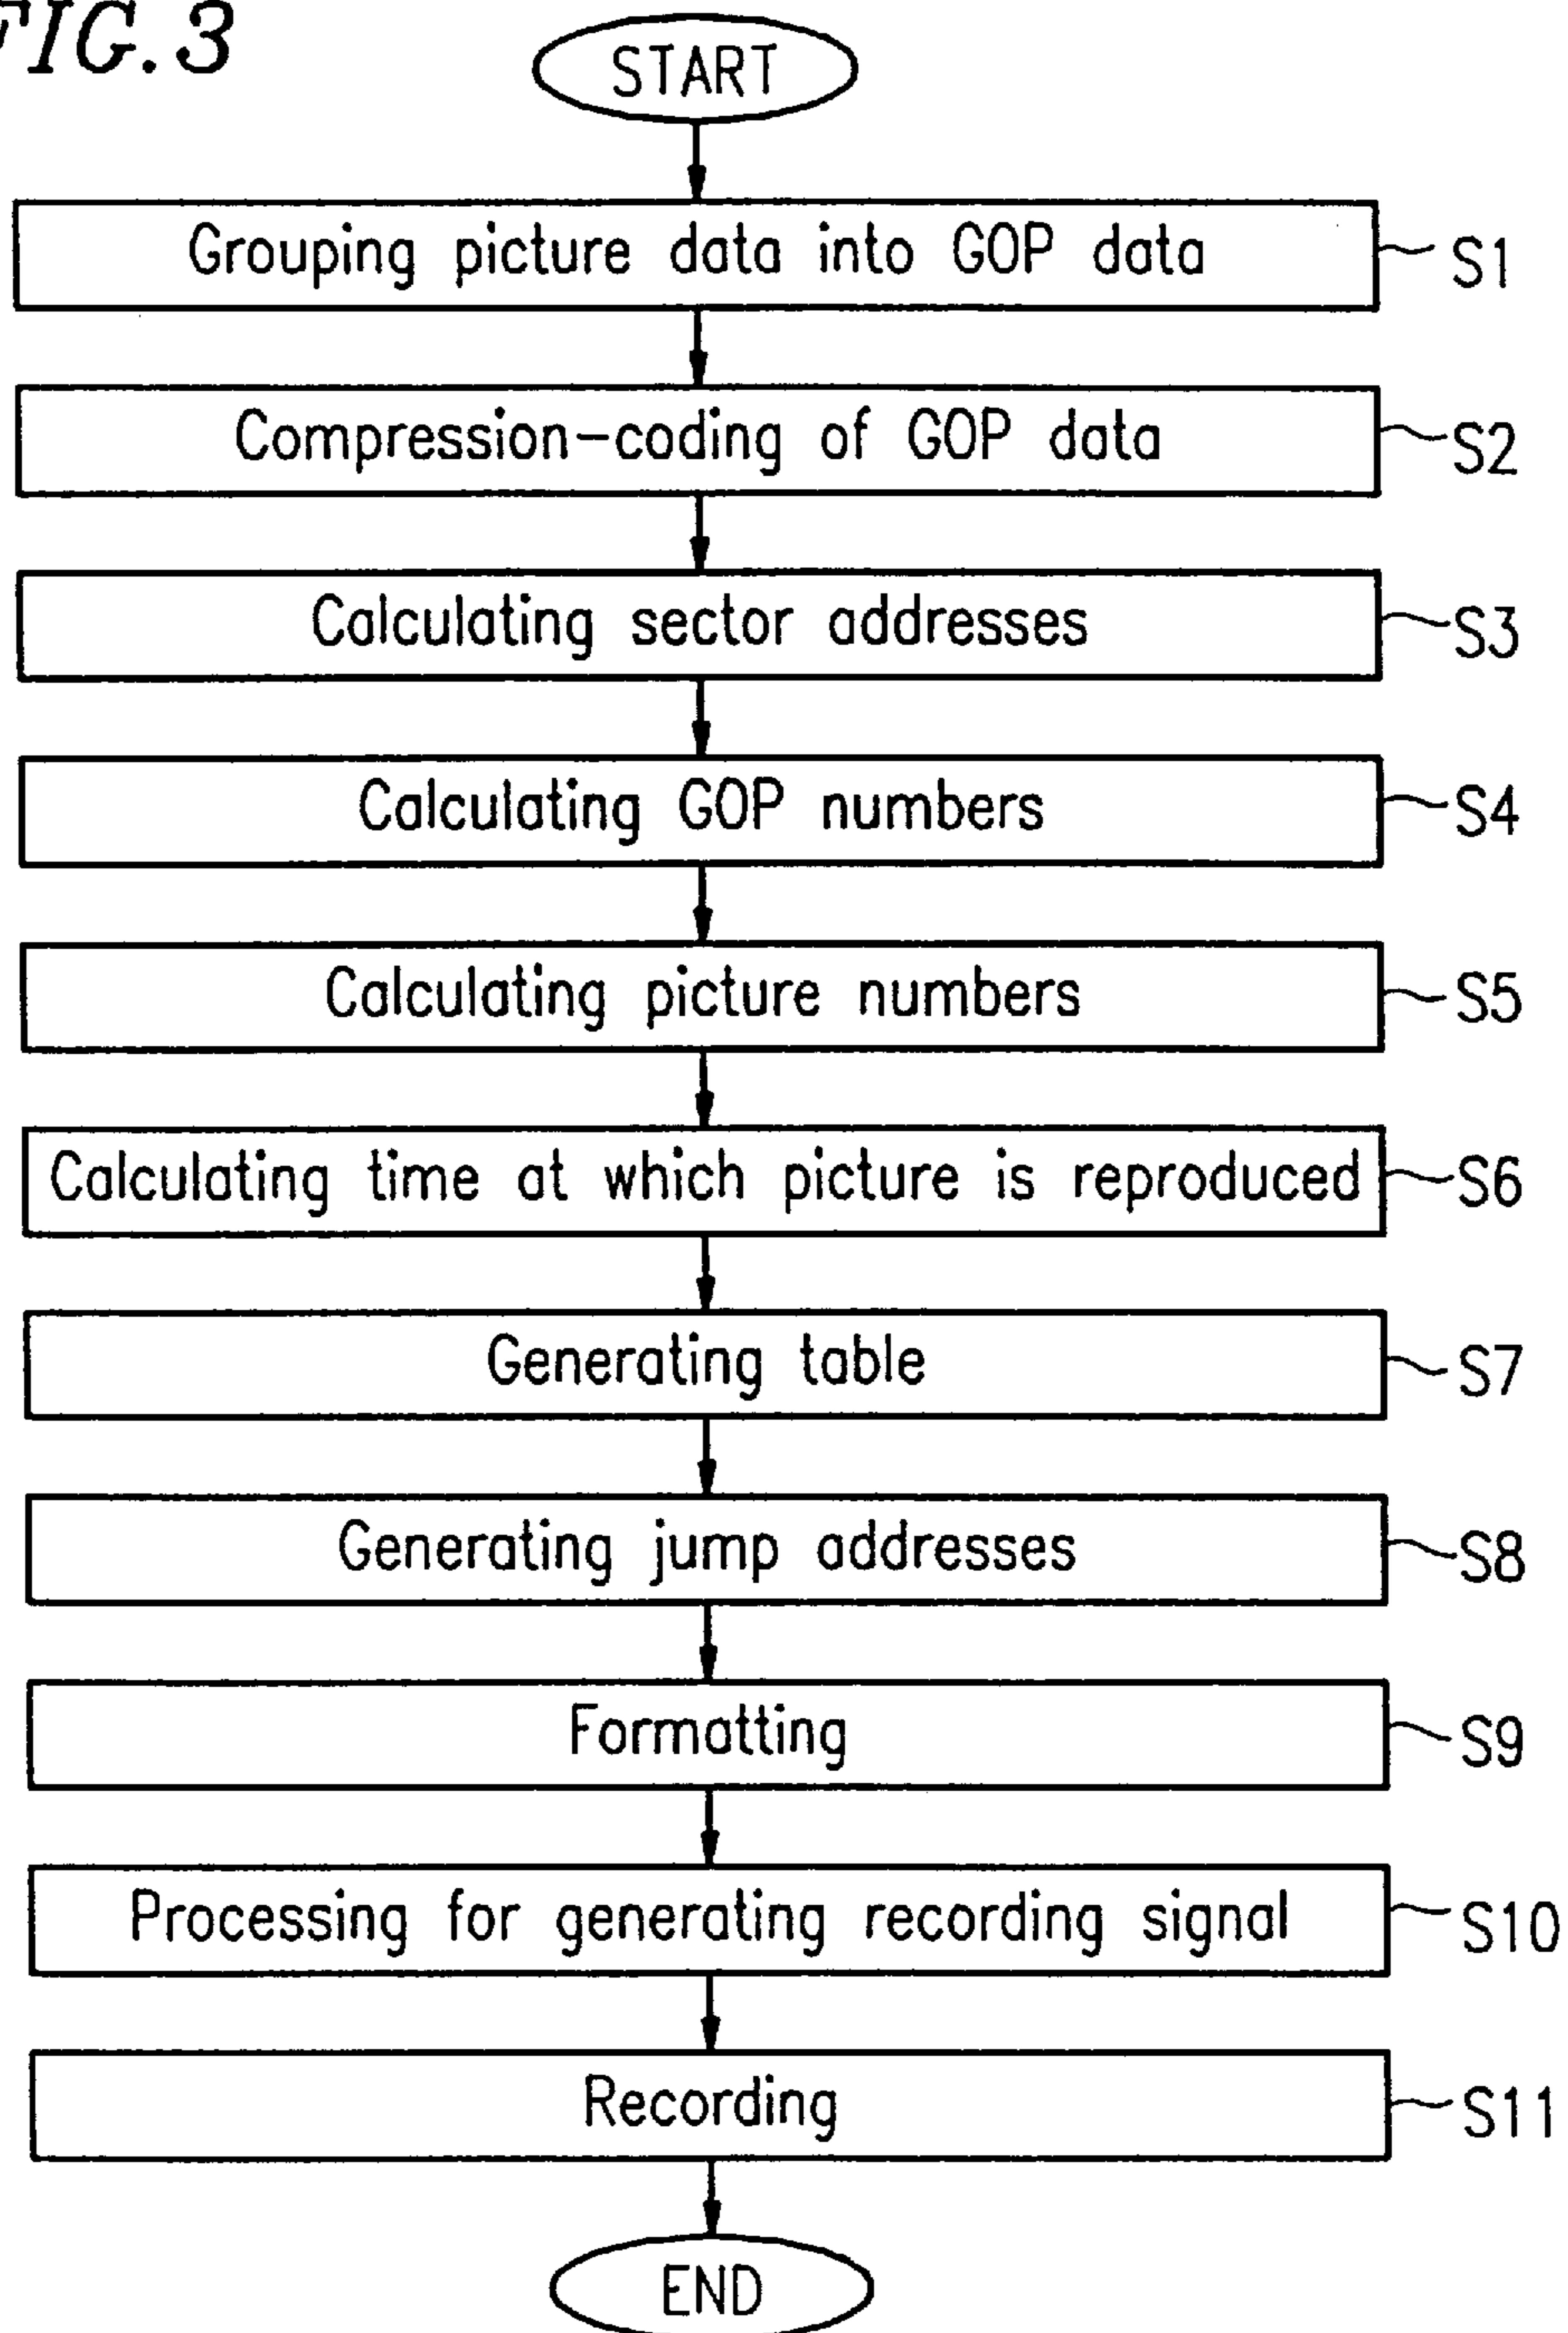 FIG. 3
START
Grouping picture data into GOP data
S1
Compression-coding of GOP data
S2
Calculating sector addresses
S3
Calculating GOP numbers
S4
Calculating picture numbers
S5
Calculating time at which picture is reproduced
S6
Generating table
S7
Generating jump addresses
S8
Formatting
S9
Processing for generating recording signal
S10
Recording
S11
END